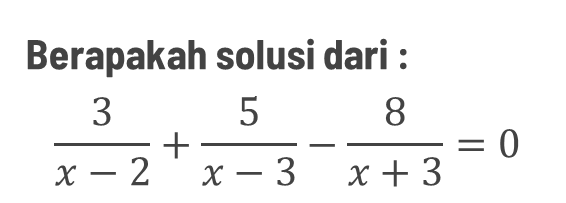 Berapakah solusi dari :
3/(x − 2) + 5/(x − 3) − 8/(x + 3) = 0